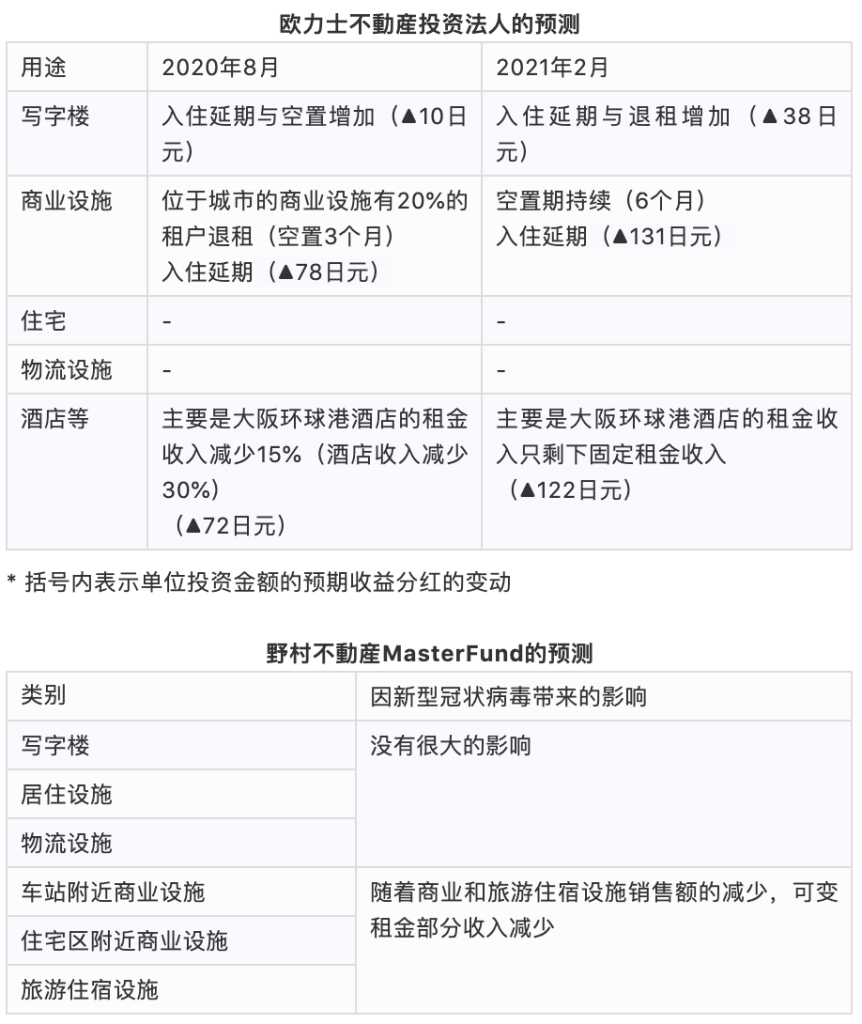 欧力士不動産投资法人的预测
用途
2020年8月
2021年2月
写字楼
入住延期与空置增加（▲10日
元）
入住延期与退租增加（▲38日
元）
商业设施
位于城市的商业设施有20%的
租户退租（空置3个月）
入住延期（▲78日元）
空置期持续（6个月）
入住延期（▲131日元）
住宅
-
-
物流设施
-
-
酒店等
主要是大阪环球港酒店的租金
收入减少15%（酒店收入减少
30%）
（▲72日元）
主要是大阪环球港酒店的租金收
入只剩下固定租金收入
（▲122日元）
* 括号内表示单位投资金额的预期收益分红的变动
野村不動産MasterFund的预测
类别
因新型冠状病毒带来的影响
写字楼
没有很大的影响
居住设施
物流设施
车站附近商业设施
随着商业和旅游住宿设施销售额的减少，可变
租金部分收入减少
住宅区附近商业设施
旅游住宿设施